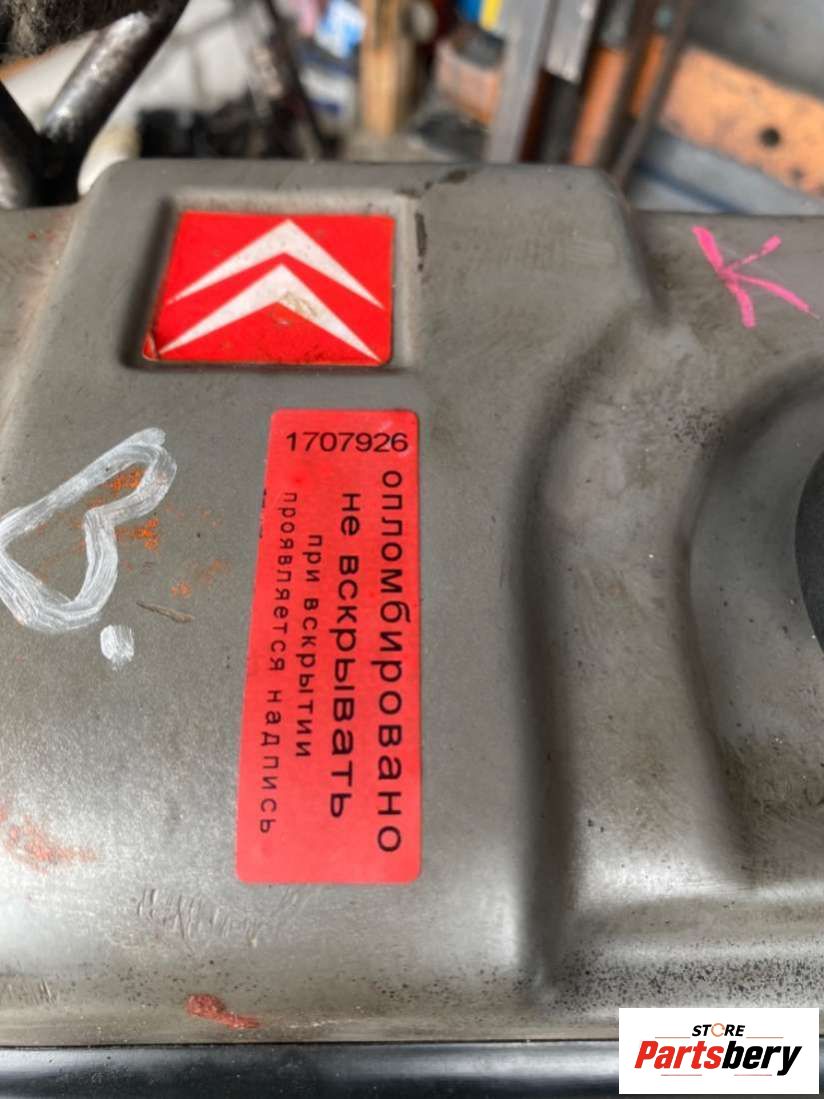 K
1707926
опломбировано
не вскрывать
при вскрытии
проявляется надпись
STORE
Partsbery